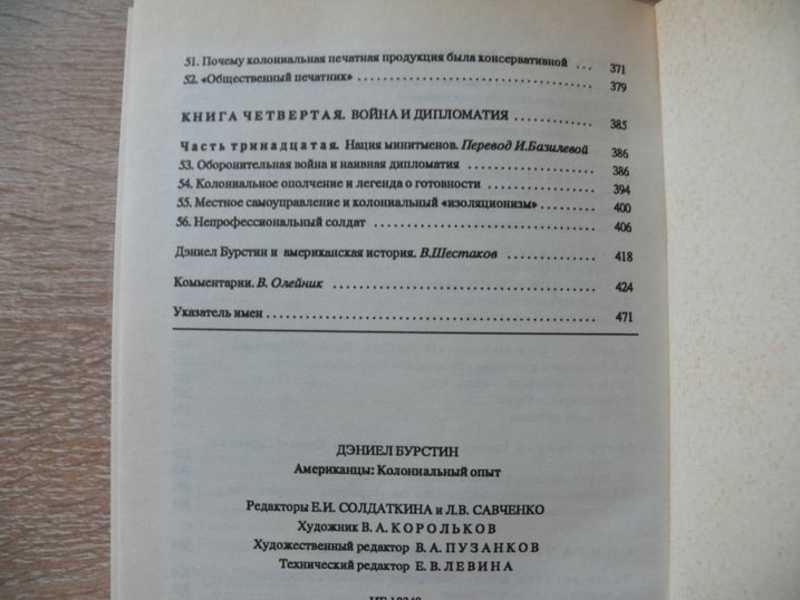 51. Почему колониальная печатная продукция была консервативной ... 371
52. «Общественный печатник» ........................................ 379
КНИГА ЧЕТВЕРТАЯ. ВОЙНА И ДИПЛОМАТИЯ ............. 385
Часть тринадцатая. Нация минитменов. Перевод И.Базилевой 386
53. Оборонительная война и наивная дипломатия .................... 386
54. Колониальное ополчение и легенда о готовности ................. 394
55. Местное самоуправление и колониальный «изоляционизм» ......... 400
56. Непрофессиональный солдат .................................... 406
Дэниел Бурстин и американская история. В.Шестаков .............. 418
Комментарии. В. Олейник ........................................ 424
Указатель имен .................................................. 471
ДЭНИЕЛ БУРСТИН
Американцы: Колониальный опыт
Редакторы Е.И. СОЛДАТКИНА и Л.В. САВЧЕНКО
Художник В. А. КОРОЛЬКОВ
Художественный редактор В. А. ПУЗАНКОВ
Технический редактор Е. В. ЛЕВИНА